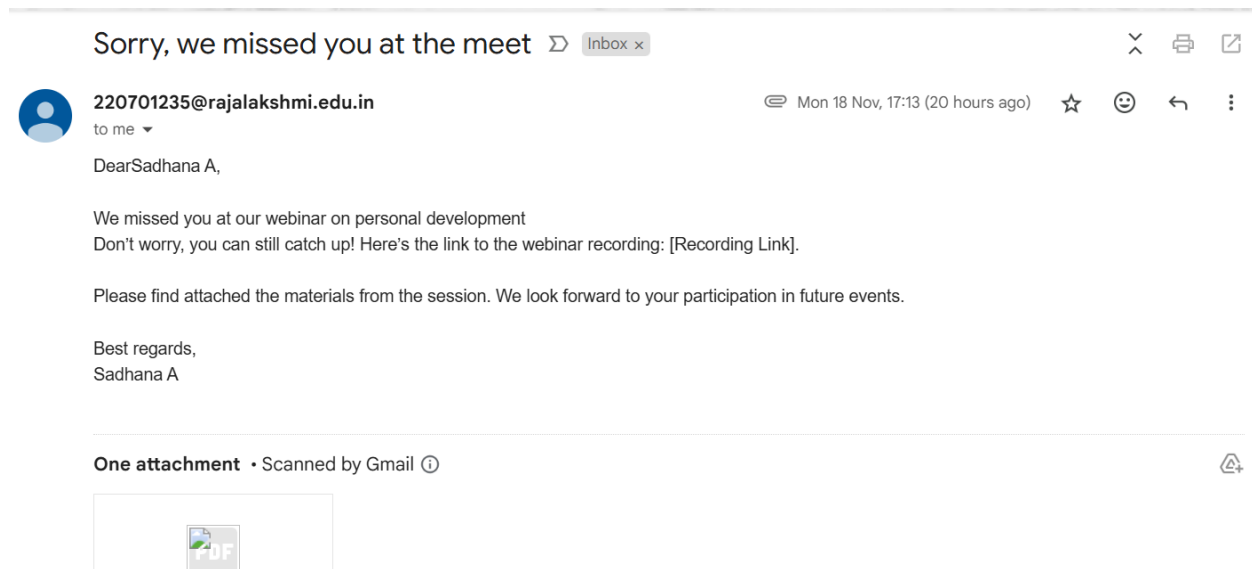 Sorry, we missed you at the meet Inbox x
220701235@rajalakshmi.edu.in Mon 18 Nov, 17:13 (20 hours ago)
to me
DearSadhana A,
We missed you at our webinar on personal development
Don’t worry, you can still catch up! Here’s the link to the webinar recording: [Recording Link].
Please find attached the materials from the session. We look forward to your participation in future events.
Best regards,
Sadhana A
One attachment • Scanned by Gmail
PDF